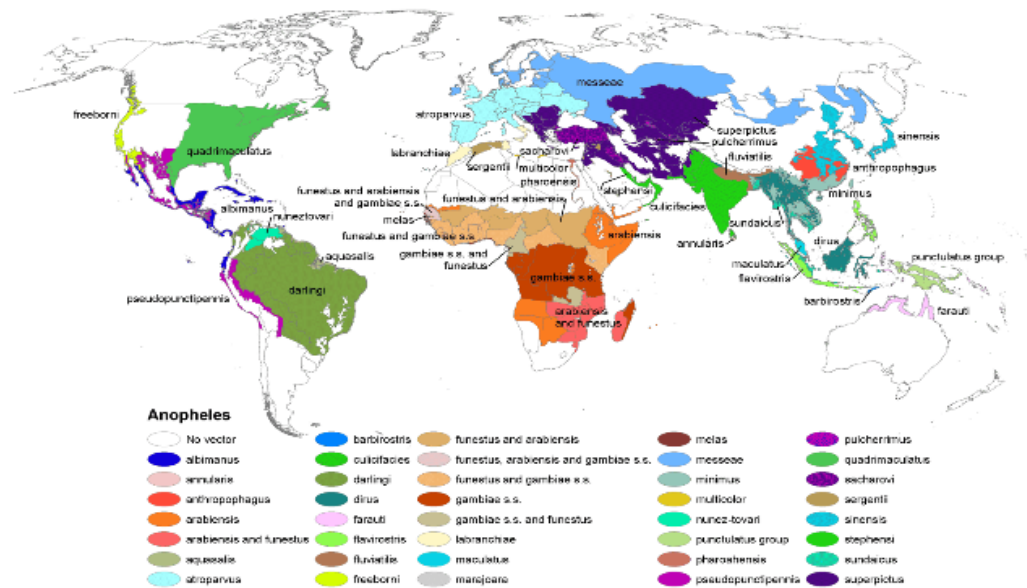 messeae
freeborni
atroparvus
quadrimaculatus
superpictus
pulcherrimus
sinensis
labranchiae
sacharovi
fluviatilis
anthropophagus
sergentii
multicolor
pharoensis
stephensi
minimus
funestus and arabiensis
and gambiae s.s.
funestus and arabiensis
culicifacies
albimanus
nuneztovari
melas
sundaicus
funestus and gambiae s.s.
arabiensis
annularis
dirus
gambiae s.s. and
funestus
aquasalis
maculatus
punctulatus group
gambiae s.s.
flavirostris
darlingi
pseudopunctipennis
barbirostris
arabiensis
and funestus
farauti
Anopheles
No vector
albimanus
annularis
anthropophagus
arabiensis
arabiensis and funestus
aquasalis
atroparvus
barbirostris
culicifacies
darlingi
dirus
farauti
flavirostris
fluviatilis
freeborni
funestus and arabiensis
funestus, arabiensis and gambiae s.s.
funestus and gambiae s.s.
gambiae s.s.
gambiae s.s. and funestus
labranchiae
maculatus
marajoara
melas
messeae
minimus
multicolor
nunez-tovari
punctulatus group
pharoahensis
pseudopunctipennis
pulcherrimus
quadrimaculatus
sacharovi
sergentii
sinensis
stephensi
sundaicus
superpictus